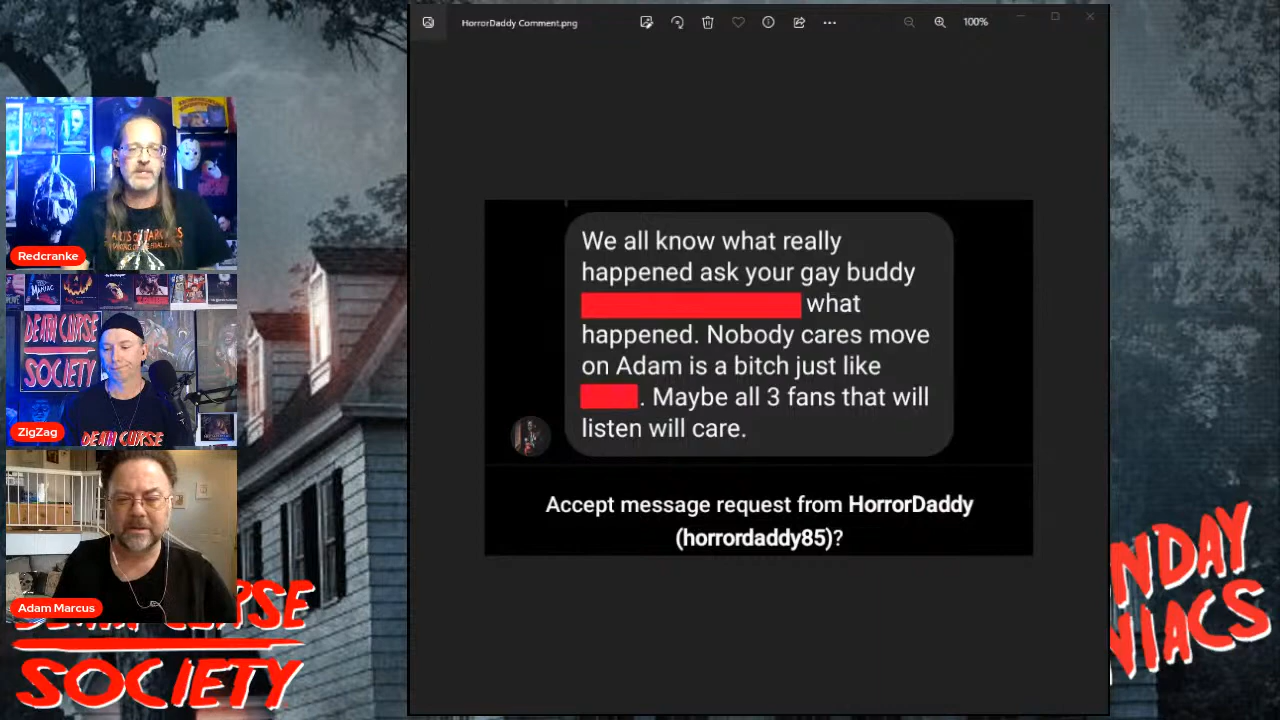 HorrorDaddy Comment.png
100%
We all know what really
happened ask your gay buddy
what
happened. Nobody cares move
on Adam is a bitch just like
. Maybe all 3 fans that will
listen will care.
Accept message request from HorrorDaddy
(horrordaddy85)?
Redcranke
DEATH CURSE
SOCIETY
ZigZag
DEATH CURSE
Adam Marcus
SOCIETY